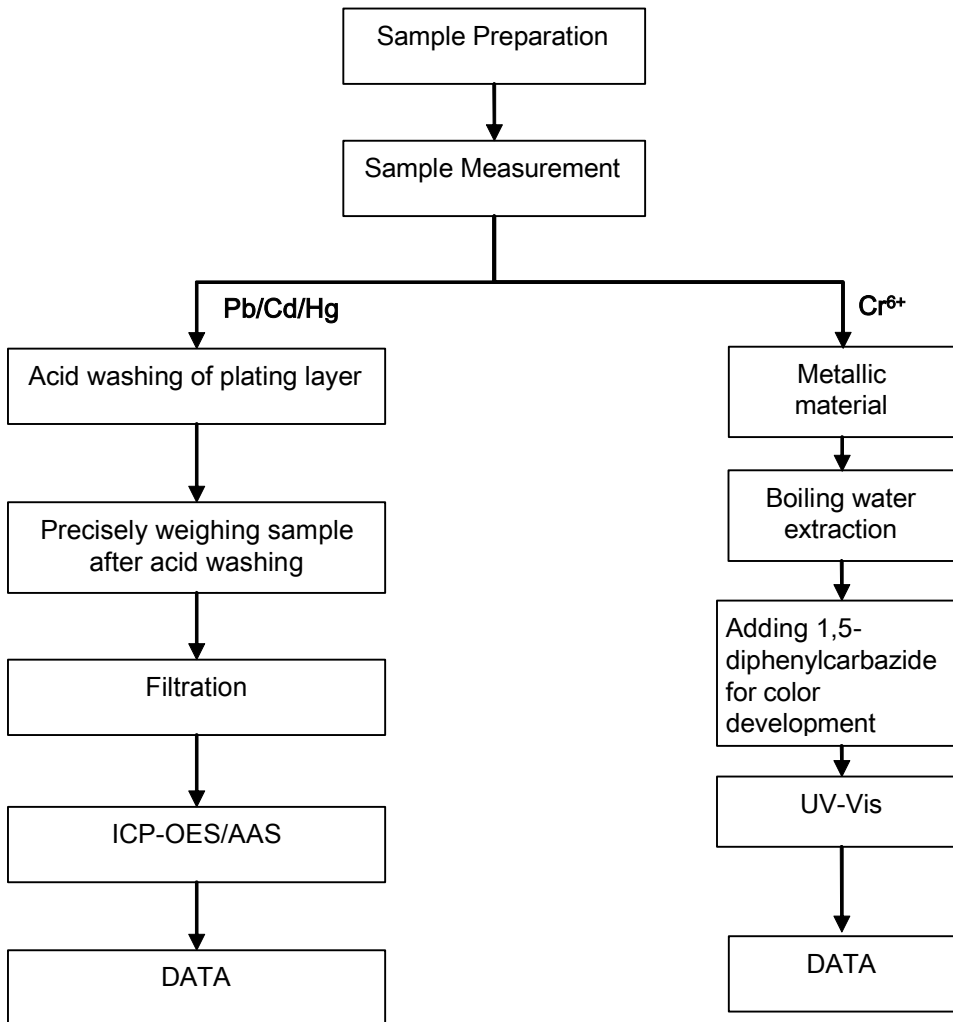 Sample Preparation
Sample Measurement
Pb/Cd/Hg
Acid washing of plating layer
Precisely weighing sample
after acid washing
Filtration
ICP-OES/AAS
DATA
Cr⁶⁺
Metallic
material
Boiling water
extraction
Adding 1,5-
diphenylcarbazide
for color
development
UV-Vis
DATA